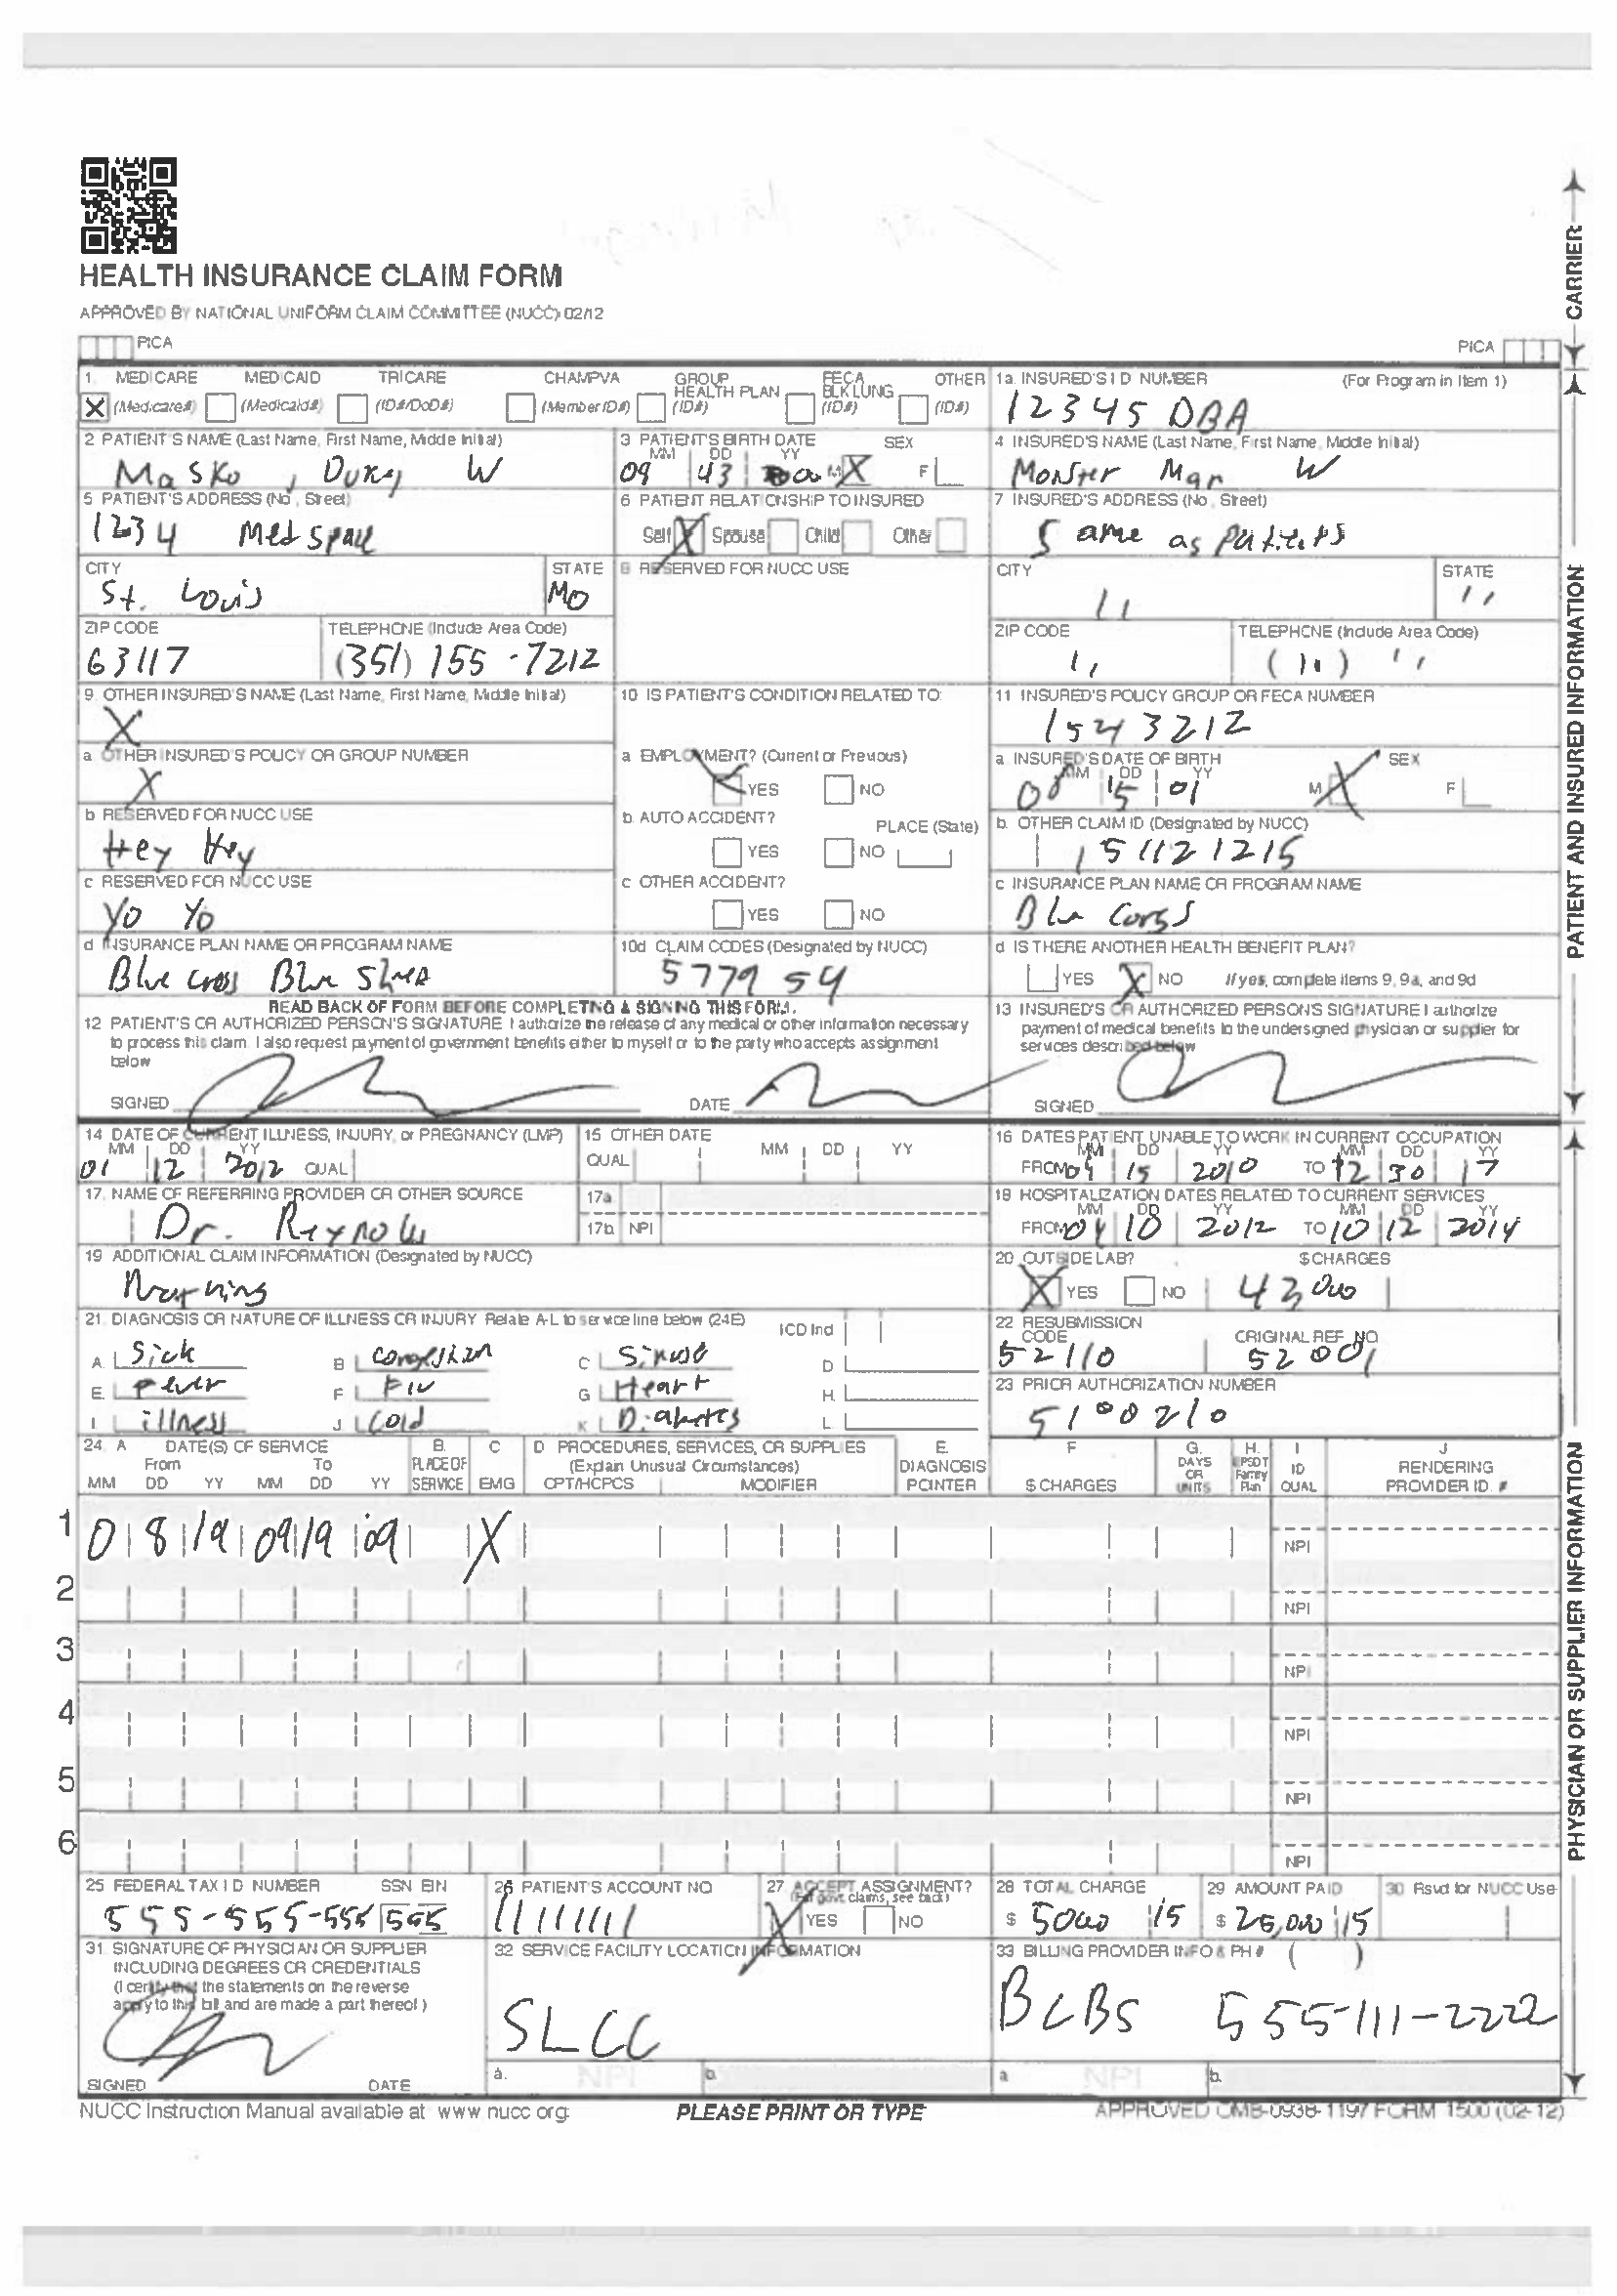 HEALTH INSURANCE CLAIM FORM
APPROVED BY NATIONAL UNIFORM CLAIM COMMITTEE (NUCC) 02/12
PICA PICA
CARRIER
1. MEDICARE MEDICAID TRICARE CHAMPVA GROUP HEALTH PLAN FECA BLK LUNG OTHER
X (Medicare#) (Medicaid#) (ID#/DoD#) (Member ID#) (ID#) (ID#) (ID#)
1a. INSURED'S I D NUMBER (For Program in Item 1)
12345 DBA
2 PATIENT'S NAME (Last Name, First Name, Middle Initial)
Masko, W
3 PATIENT'S BIRTH DATE SEX
MM DD YY
09 M X F
4 INSURED'S NAME (Last Name, First Name, Middle Initial)
Monster Man W
5 PATIENT'S ADDRESS (No, Street)
1234
6 PATIENT RELATIONSHIP TO INSURED
Self X Spouse Child Other
7 INSURED'S ADDRESS (No, Street)
Same as Patients
CITY STATE
St. Louis MO
8 RESERVED FOR NUCC USE
CITY STATE
" "
ZIP CODE TELEPHONE (Include Area Code)
63117 (351) 155-7212
ZIP CODE TELEPHONE (Include Area Code)
" (") "
9 OTHER INSURED'S NAME (Last Name, First Name, Middle Initial)
X
10 IS PATIENT'S CONDITION RELATED TO:
11 INSURED'S POLICY GROUP OR FECA NUMBER
1543212
a OTHER INSURED'S POLICY OR GROUP NUMBER
X
a EMPLOYMENT? (Current or Previous)
YES NO
a INSURED'S DATE OF BIRTH SEX
MM DD YY
08 15 01 M X F
b RESERVED FOR NUCC USE
Hey Hey
b. AUTO ACCIDENT? PLACE (State)
YES NO
b. OTHER CLAIM ID (Designated by NUCC)
151121215
c RESERVED FOR NUCC USE
Yo Yo
c OTHER ACCIDENT?
YES NO
c INSURANCE PLAN NAME OR PROGRAM NAME
d INSURANCE PLAN NAME OR PROGRAM NAME
Blue Cross Blue
10d CLAIM CODES (Designated by NUCC)
577954
d IS THERE ANOTHER HEALTH BENEFIT PLAN?
YES X NO If yes, complete items 9, 9a, and 9d
PATIENT AND INSURED INFORMATION
READ BACK OF FORM BEFORE COMPLETING & SIGNING THIS FORM.
12 PATIENT'S OR AUTHORIZED PERSON'S SIGNATURE I authorize the release of any medical or other information necessary
to process this claim. I also request payment of government benefits either to myself or to the party who accepts assignment
below
SIGNED DATE
13 INSURED'S OR AUTHORIZED PERSON'S SIGNATURE I authorize
payment of medical benefits to the undersigned physician or supplier for
services described below
SIGNED
14 DATE OF CURRENT ILLNESS, INJURY, or PREGNANCY (LMP)
MM DD YY
01 12 2012 QUAL
15 OTHER DATE
QUAL MM DD YY
16 DATES PATIENT UNABLE TO WORK IN CURRENT OCCUPATION
MM DD YY MM DD YY
FROM 09 15 2010 TO 12 30 17
17. NAME OF REFERRING PROVIDER OR OTHER SOURCE
Dr. Reynolds
17a
17b NPI
18 HOSPITALIZATION DATES RELATED TO CURRENT SERVICES
MM DD YY MM DD YY
FROM 04 10 2012 TO 10 12 2014
19 ADDITIONAL CLAIM INFORMATION (Designated by NUCC)
20 OUTSIDE LAB? $ CHARGES
X YES NO 43,000
21. DIAGNOSIS OR NATURE OF ILLNESS OR INJURY Relate A-L to service line below (24E) ICD Ind
A. Sick B. Congestion C. D.
E. Fever F. Flu G. Heart H.
I. illness J. Cold K. Diabetes L.
22 RESUBMISSION CODE ORIGINAL REF. NO
52110 52001
23 PRIOR AUTHORIZATION NUMBER
5100210
24. A DATE(S) OF SERVICE B. C D PROCEDURES, SERVICES, OR SUPPLIES E. F G. H. I J
From To PLACE OF (Explain Unusual Circumstances) DIAGNOSIS DAYS OR UNITS EPSDT Family Plan ID RENDERING
MM DD YY MM DD YY SERVICE EMG CPT/HCPCS MODIFIER POINTER $ CHARGES QUAL PROVIDER ID. #
1 0 8 19 09 19 09 X NPI
2 NPI
3 NPI
4 NPI
5 NPI
6 NPI
25 FEDERAL TAX I D NUMBER SSN EIN
555-555-555 555
26 PATIENT'S ACCOUNT NO
11111111
27 ACCEPT ASSIGNMENT?
(For govt. claims, see back)
X YES NO
28 TOTAL CHARGE
$ 5000 15
29 AMOUNT PAID
$ 25,000 15
30 Rsvd for NUCC Use
31 SIGNATURE OF PHYSICIAN OR SUPPLIER
INCLUDING DEGREES OR CREDENTIALS
(I certify that the statements on the reverse
apply to this bill and are made a part thereof)
SIGNED DATE
32 SERVICE FACILITY LOCATION INFORMATION
SLCC
a. NPI b.
33 BILLING PROVIDER INFO & PH # ( )
BCBS 555-111-2222
a NPI b.
PHYSICIAN OR SUPPLIER INFORMATION
NUCC Instruction Manual available at: www nucc org
PLEASE PRINT OR TYPE
APPROVED OMB-0938-1197 FORM 1500 (02-12)